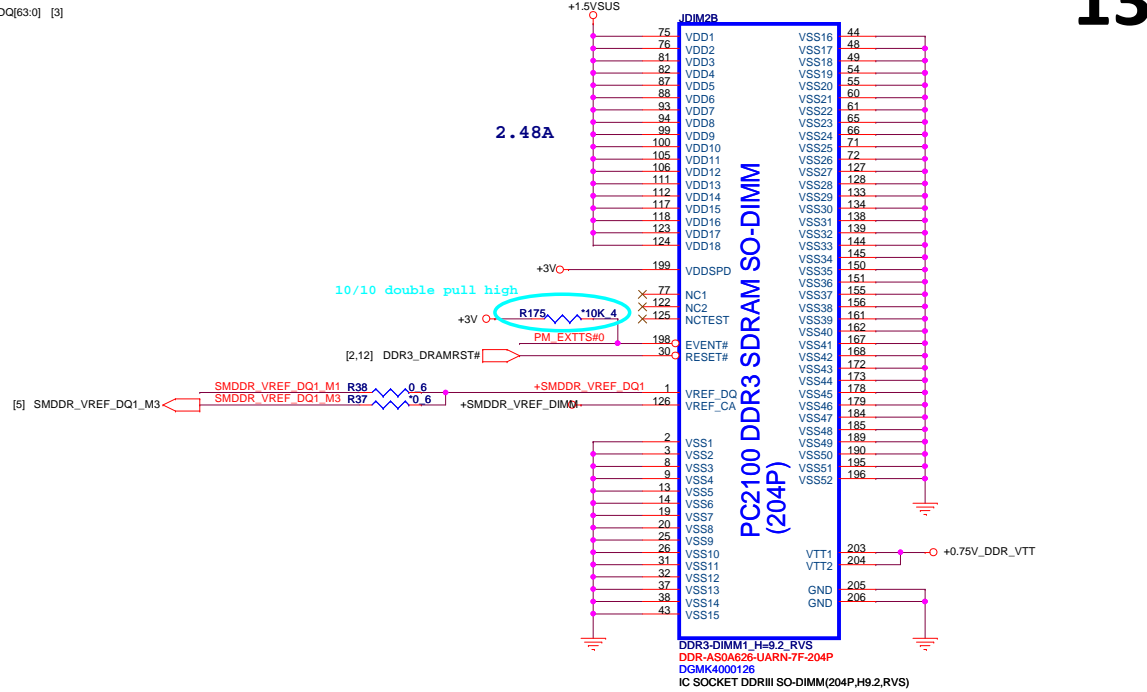 DQ[63:0] [3]
13
+1.5VSUS
JDIM2B
75 VDD1 VSS16 44
76 VDD2 VSS17 48
81 VDD3 VSS18 49
82 VDD4 VSS19 54
87 VDD5 VSS20 55
88 VDD6 VSS21 60
93 VDD7 VSS22 61
94 VDD8 VSS23 65
99 VDD9 VSS24 66
100 VDD10 VSS25 71
105 VDD11 VSS26 72
106 VDD12 VSS27 127
111 VDD13 VSS28 128
112 VDD14 VSS29 133
117 VDD15 VSS30 134
118 VDD16 VSS31 138
123 VDD17 VSS32 139
124 VDD18 VSS33 144
VSS34 145
2.48A
+3V 199 VDDSPD VSS35 150
VSS36 151
10/10 double pull high
77 NC1 VSS37 155
122 NC2 VSS38 156
+3V R175 *10K_4 125 NCTEST VSS39 161
VSS40 162
PM_EXTTS#0 198 EVENT# VSS41 167
[2,12] DDR3_DRAMRST# 30 RESET# VSS42 168
VSS43 172
VSS44 173
SMDDR_VREF_DQ1_M1 R38 0_6 +SMDDR_VREF_DQ1 1 VREF_DQ VSS45 178
[5] SMDDR_VREF_DQ1_M3 SMDDR_VREF_DQ1_M3 R37 *0_6 +SMDDR_VREF_DIMM 126 VREF_CA VSS46 179
VSS47 184
VSS48 185
2 VSS1 VSS49 189
3 VSS2 VSS50 190
8 VSS3 VSS51 195
9 VSS4 VSS52 196
13 VSS5
14 VSS6
19 VSS7
20 VSS8
25 VSS9
26 VSS10 VTT1 203 +0.75V_DDR_VTT
31 VSS11 VTT2 204
32 VSS12
37 VSS13 GND 205
38 VSS14 GND 206
43 VSS15
PC2100 DDR3 SDRAM SO-DIMM
(204P)
DDR3-DIMM1_H=9.2_RVS
DDR-AS0A626-UARN-7F-204P
DGMK4000126
IC SOCKET DDRIII SO-DIMM(204P,H9.2,RVS)